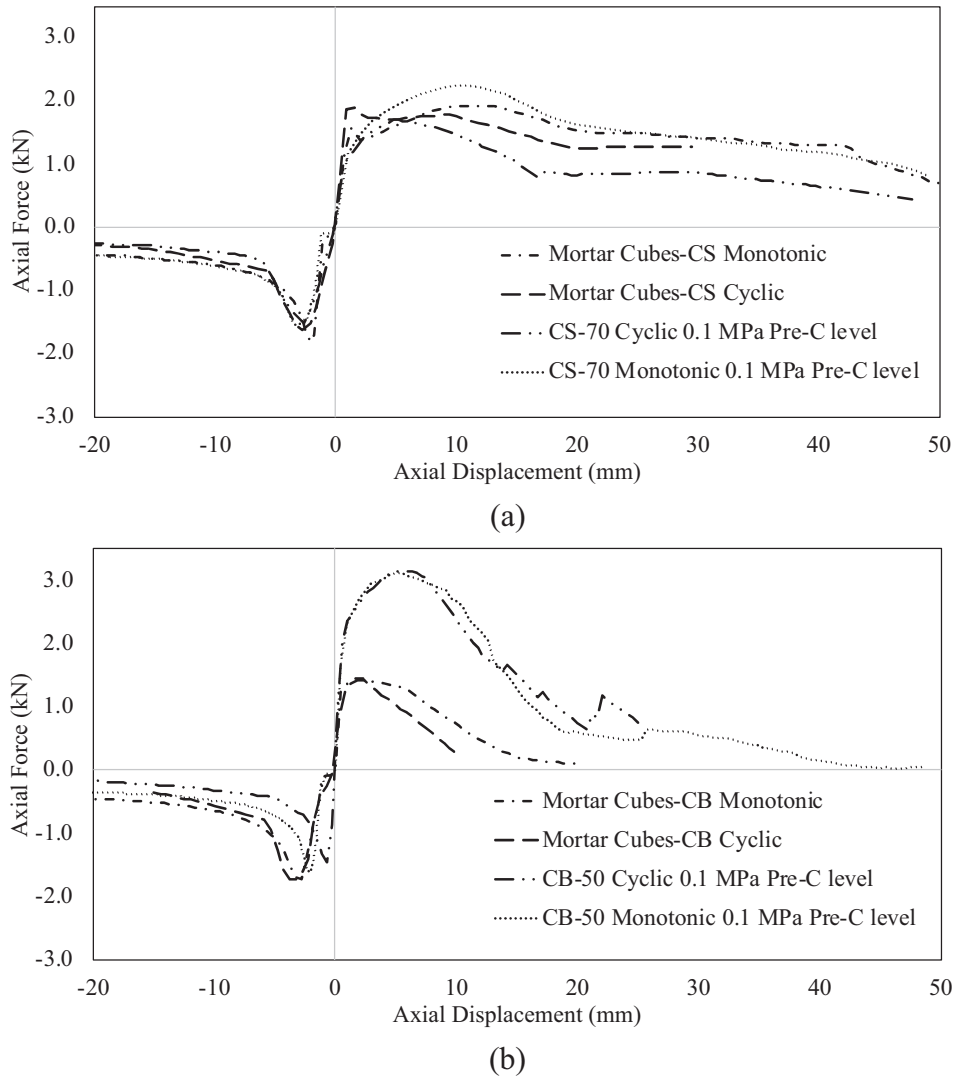 3.0
2.0
1.0
0.0
-1.0
-2.0
-3.0
Axial Force (kN)
Mortar Cubes-CS Monotonic
Mortar Cubes-CS Cyclic
CS-70 Cyclic 0.1 MPa Pre-C level
CS-70 Monotonic 0.1 MPa Pre-C level
-20 -10 0 10 20 30 40 50
Axial Displacement (mm)
(a)
3.0
2.0
1.0
0.0
-1.0
-2.0
-3.0
Axial Force (kN)
Mortar Cubes-CB Monotonic
Mortar Cubes-CB Cyclic
CB-50 Cyclic 0.1 MPa Pre-C level
CB-50 Monotonic 0.1 MPa Pre-C level
-20 -10 0 10 20 30 40 50
Axial Displacement (mm)
(b)